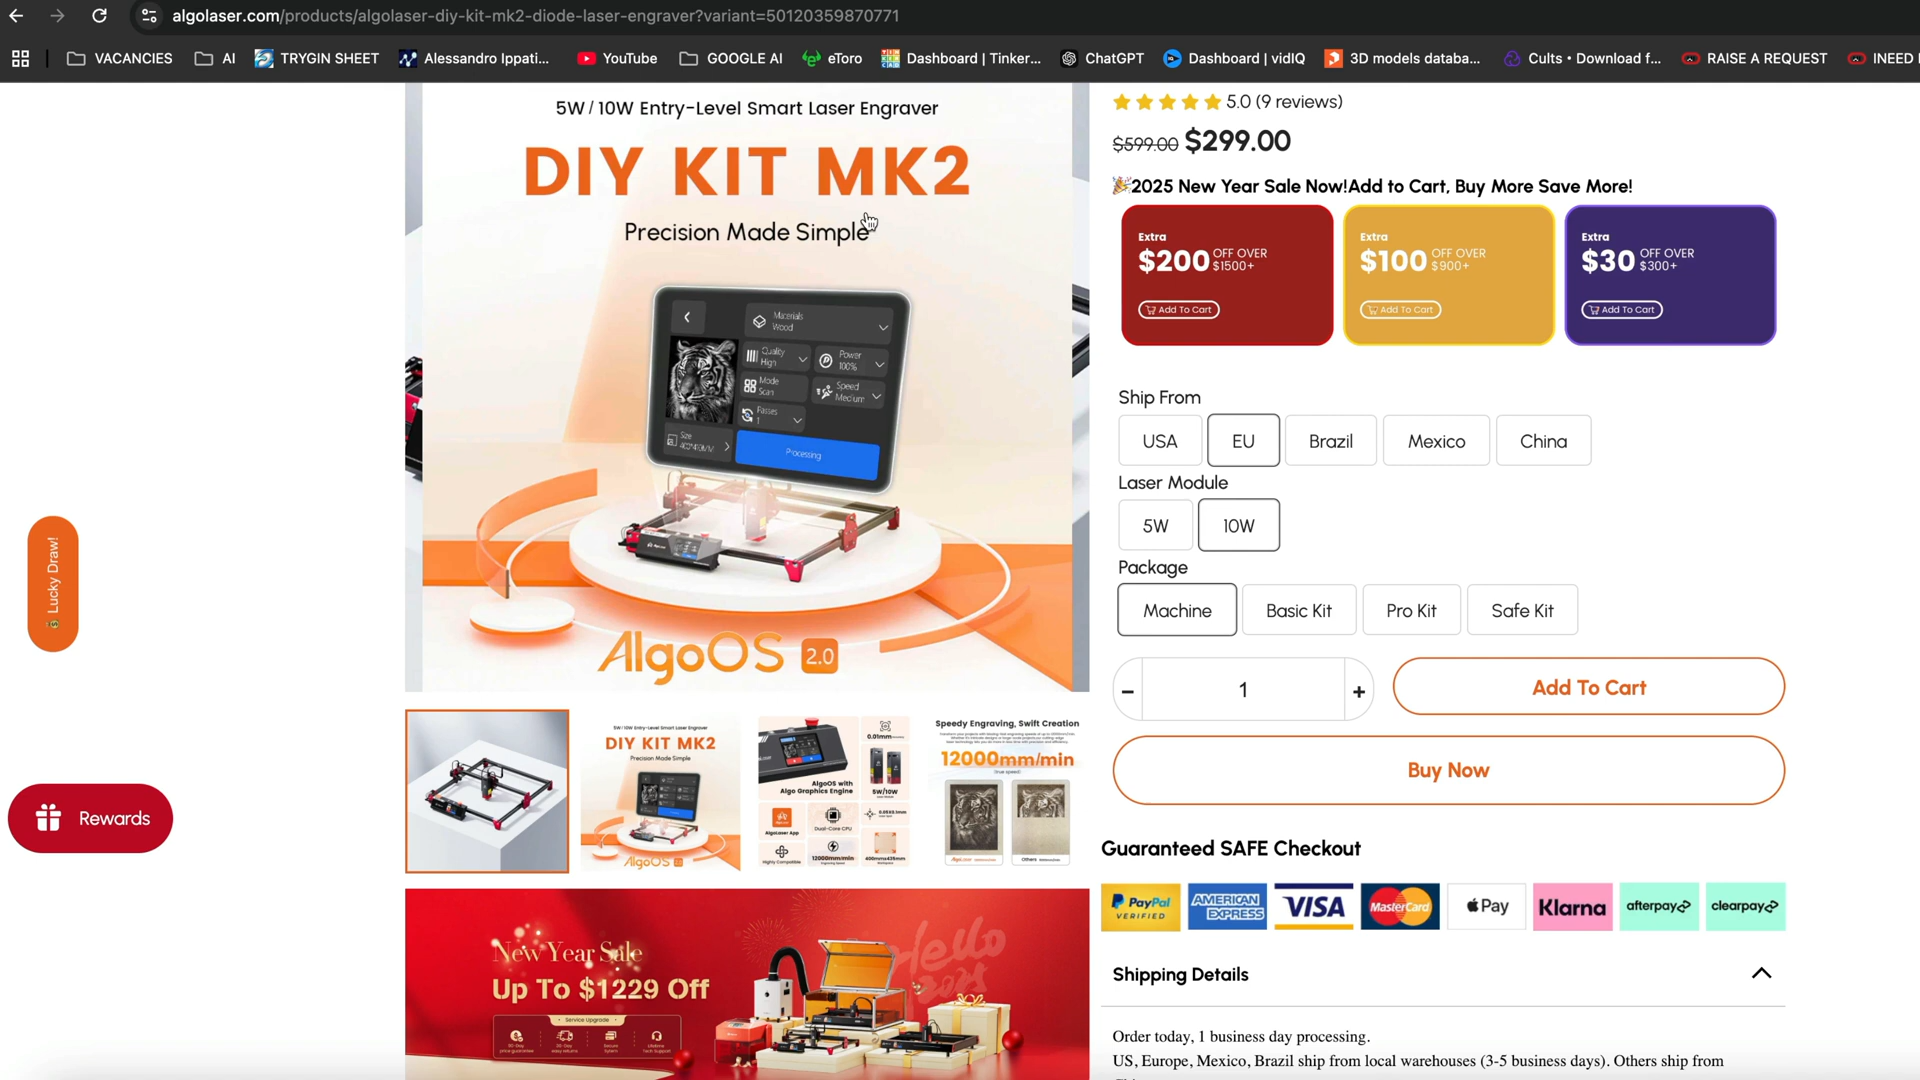 algolaser.com/products/algolaser-diy-kit-mk2-diode-laser-engraver?variant=50120359870771
VACANCIES
AI
TRYGIN SHEET
Alessandro Ippati...
YouTube
GOOGLE AI
eToro
Dashboard | Tinker...
ChatGPT
Dashboard | vidIQ
3D models databa...
Cults • Download f...
RAISE A REQUEST
INEED
5W / 10W Entry-Level Smart Laser Engraver
DIY KIT MK2
Precision Made Simple
Materials
Wood
Quality
High
Power
100%
Mode
Scan
Speed
Medium
Passes
1
Size
Processing
AlgoOS 2.0
5.0 (9 reviews)
$599.00 $299.00
2025 New Year Sale Now!Add to Cart, Buy More Save More!
Extra
$200 OFF OVER
$1500+
Add To Cart
Extra
$100 OFF OVER
$900+
Add To Cart
Extra
$30 OFF OVER
$300+
Add To Cart
Ship From
USA
EU
Brazil
Mexico
China
Laser Module
5W
10W
Package
Machine
Basic Kit
Pro Kit
Safe Kit
1
Add To Cart
Buy Now
Lucky Draw!
Rewards
5W/10W Entry-Level Smart Laser Engraver
DIY KIT MK2
Precision Made Simple
AlgoOS
AlgoOS with
Algo Graphics Engine
0.01mm
5W/10W
AlgoLaser App
Dual-Core CPU
Highly Compatible
12000mm/min
Speedy Engraving, Swift Creation
12000mm/min
Others
New Year Sale
Up To $1229 Off
Service Upgrade
Hello
2025
Guaranteed SAFE Checkout
PayPal
VERIFIED
AMERICAN
EXPRESS
VISA
MasterCard
Pay
Klarna
afterpay
clearpay
Shipping Details
Order today, 1 business day processing.
US, Europe, Mexico, Brazil ship from local warehouses (3-5 business days). Others ship from